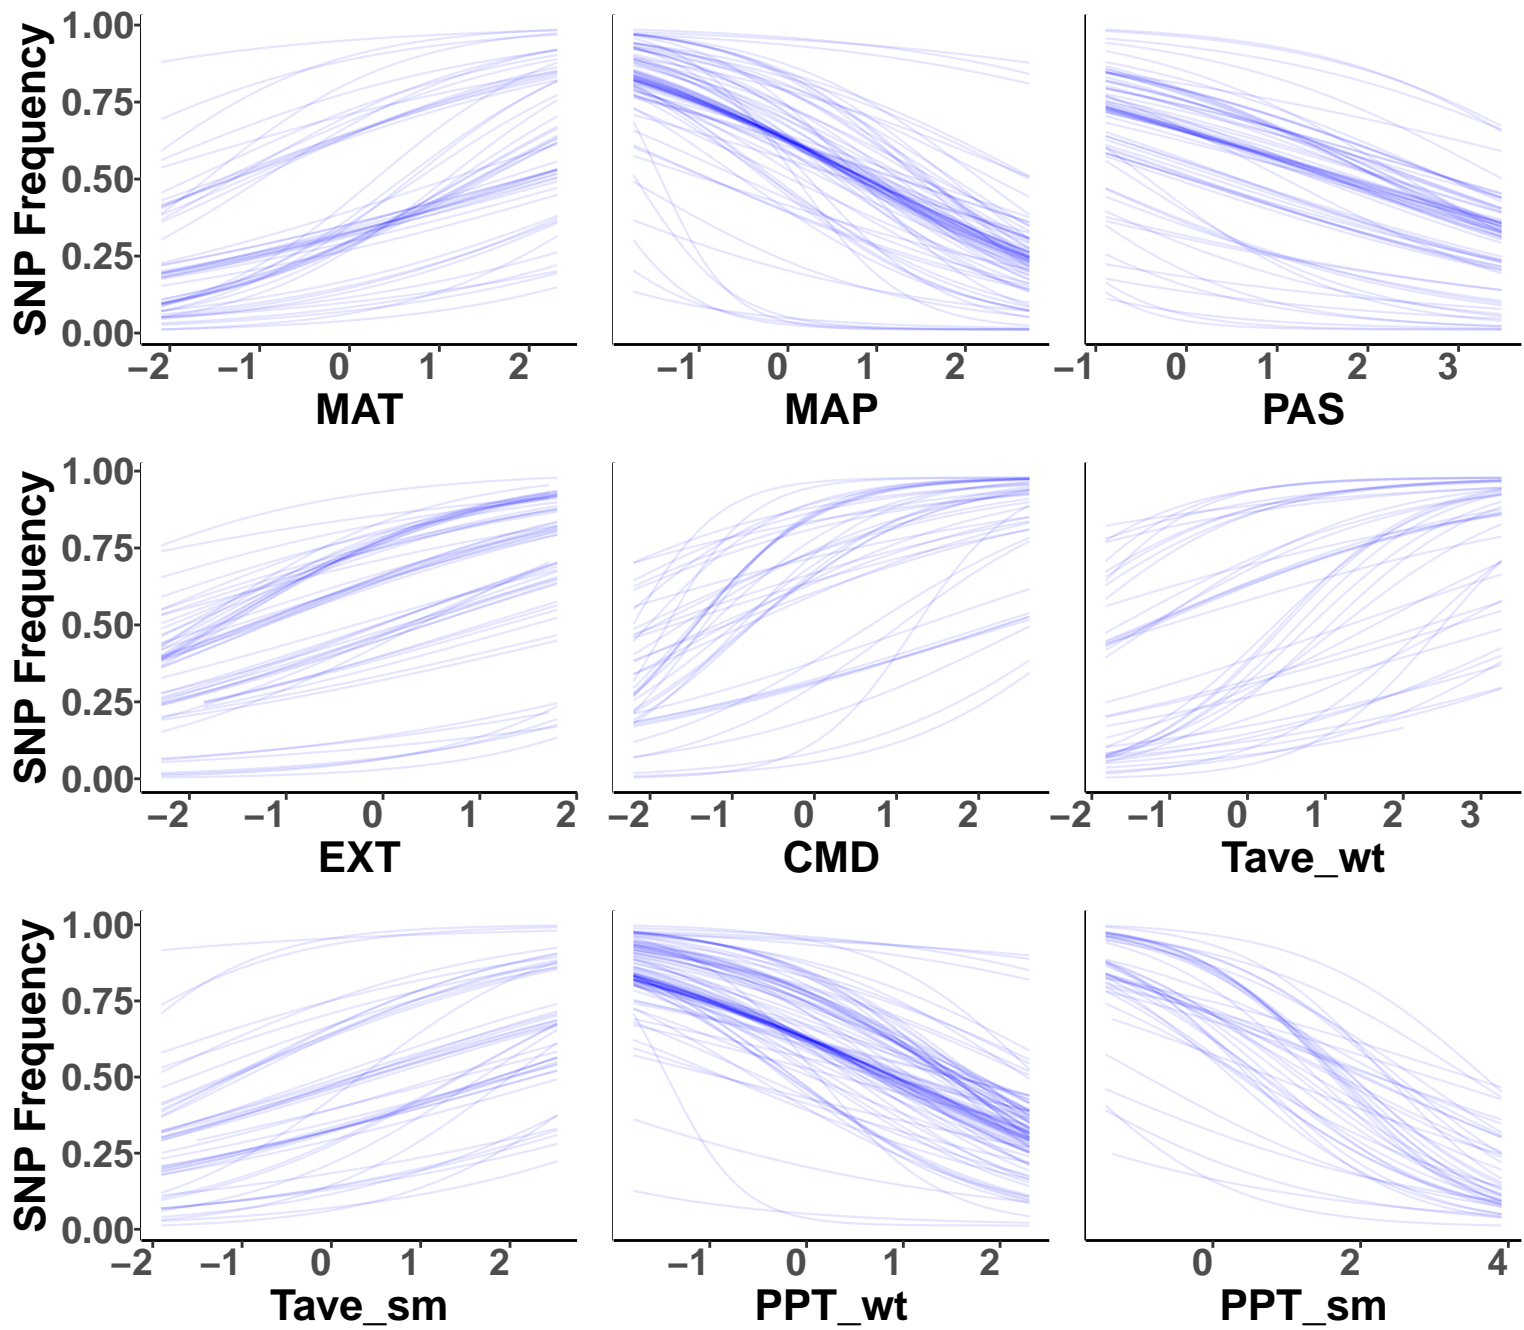 SNP Frequency
1.00
0.75
0.50
0.25
0.00
−2 −1 0 1 2
MAT
−1 0 1 2
MAP
−1 0 1 2 3
PAS
SNP Frequency
1.00
0.75
0.50
0.25
0.00
−2 −1 0 1 2
EXT
−2 −1 0 1 2
CMD
−2 −1 0 1 2 3
Tave_wt
SNP Frequency
1.00
0.75
0.50
0.25
0.00
−2 −1 0 1 2
Tave_sm
−1 0 1 2
PPT_wt
0 2 4
PPT_sm